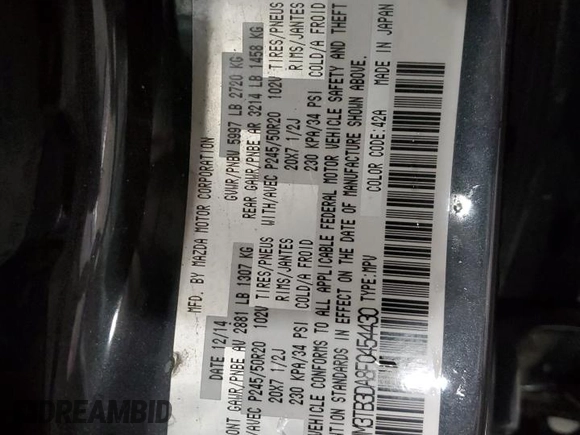 MFD. BY MAZDA MOTOR CORPORATION
DATE 12/14 GVWR/PNBV 5997 LB 2720 KG
ONT GAWR/PNBE AV 2881 LB 1307 KG REAR GAWR/PNBE AR 3214 LB 1458 KG
/AVEC P245/50R20 102V TIRES/PNEUS WITH/AVEC P245/50R20 102V TIRES/PNEUS
20X7 1/2J RIMS/JANTES 20X7 1/2J RIMS/JANTES
230 KPA/34 PSI COLD/A FROID 230 KPA/34 PSI COLD/A FROID
VEHICLE CONFORMS TO ALL APPLICABLE FEDERAL MOTOR VEHICLE SAFETY AND THEFT
NTION STANDARDS IN EFFECT ON THE DATE OF MANUFACTURE SHOWN ABOVE.
M3TB3DA8F0454430 TYPE:MPV COLOR CODE:42A MADE IN JAPAN
DREAMBID